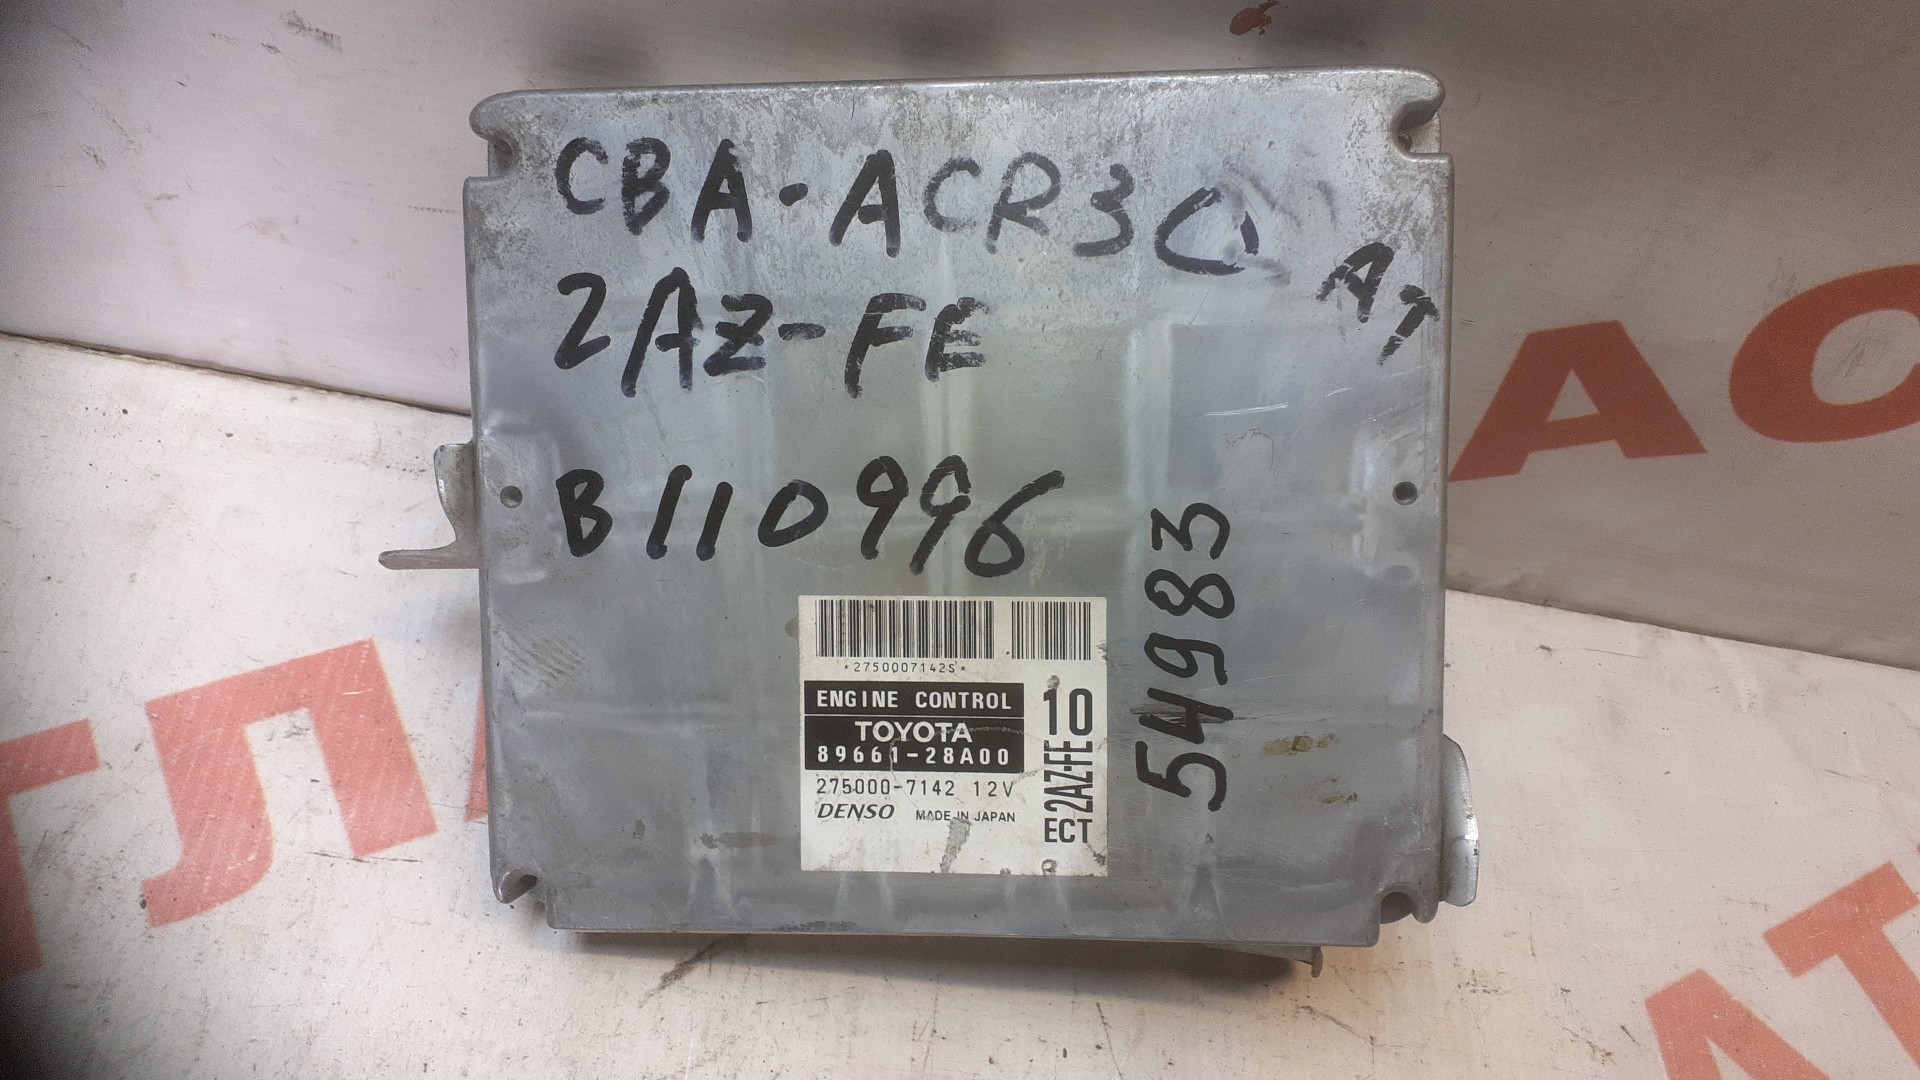 CBA-ACR30
AT
2AZ-FE
B110996
54983
*2750007142S*
ENGINE CONTROL
TOYOTA
89661-28A00
275000-7142 12V
DENSO MADE IN JAPAN
10
2AZ-FE
ECT